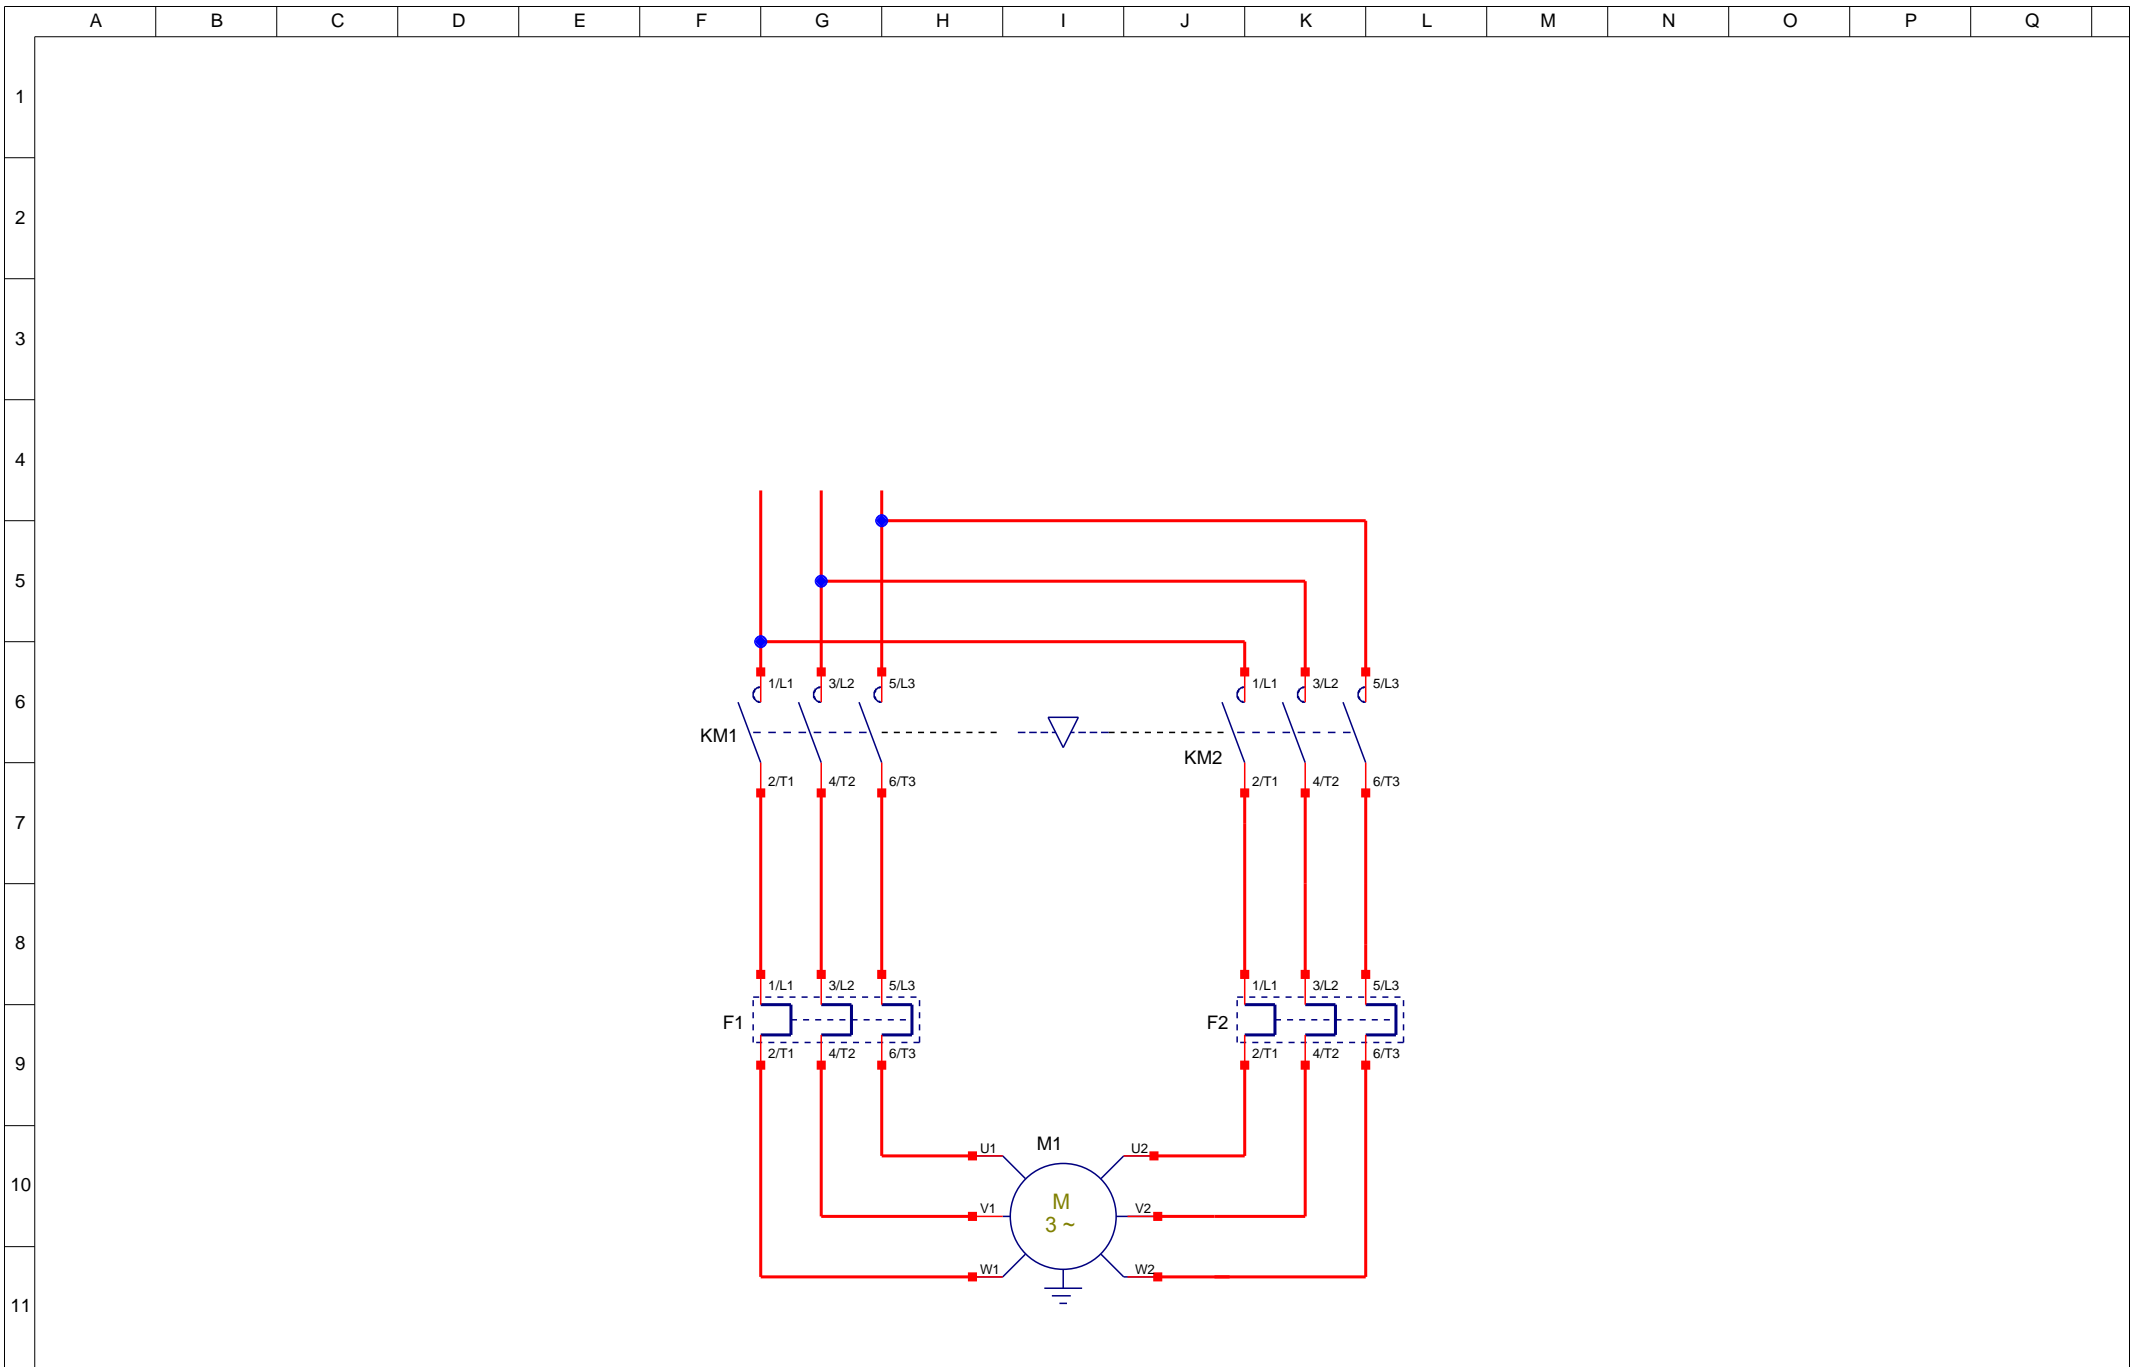 A B C D E F G H I J K L M N O P Q
1
2
3
4
5
6
1/L1 3/L2 5/L3 1/L1 3/L2 5/L3
KM1
KM2
2/T1 4/T2 6/T3 2/T1 4/T2 6/T3
7
8
1/L1 3/L2 5/L3 1/L1 3/L2 5/L3
F1 F2
2/T1 4/T2 6/T3 2/T1 4/T2 6/T3
9
M1
U1 U2
10
M
V1 V2
3 ~
W1 W2
11